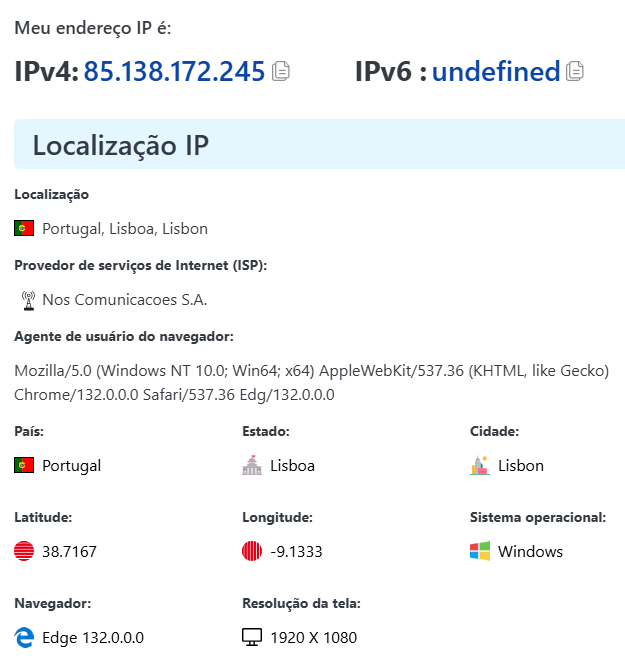 Meu endereço IP é:
IPv4: 85.138.172.245 IPv6 : undefined
Localização IP
Localização
Portugal, Lisboa, Lisbon
Provedor de serviços de Internet (ISP):
Nos Comunicacoes S.A.
Agente de usuário do navegador:
Mozilla/5.0 (Windows NT 10.0; Win64; x64) AppleWebKit/537.36 (KHTML, like Gecko)
Chrome/132.0.0.0 Safari/537.36 Edg/132.0.0.0
País: Estado: Cidade:
Portugal Lisboa Lisbon
Latitude: Longitude: Sistema operacional:
38.7167 -9.1333 Windows
Navegador: Resolução da tela:
Edge 132.0.0.0 1920 X 1080